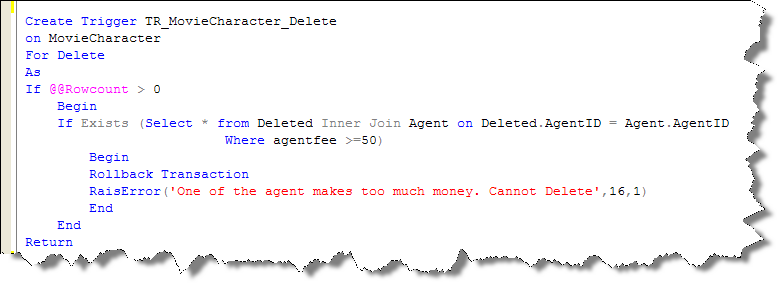 Create Trigger TR_MovieCharacter_Delete
on MovieCharacter
For Delete
As
If @@Rowcount > 0
Begin
If Exists (Select * from Deleted Inner Join Agent on Deleted.AgentID = Agent.AgentID
Where agentfee >=50)
Begin
Rollback Transaction
RaisError('One of the agent makes too much money. Cannot Delete',16,1)
End
End
Return